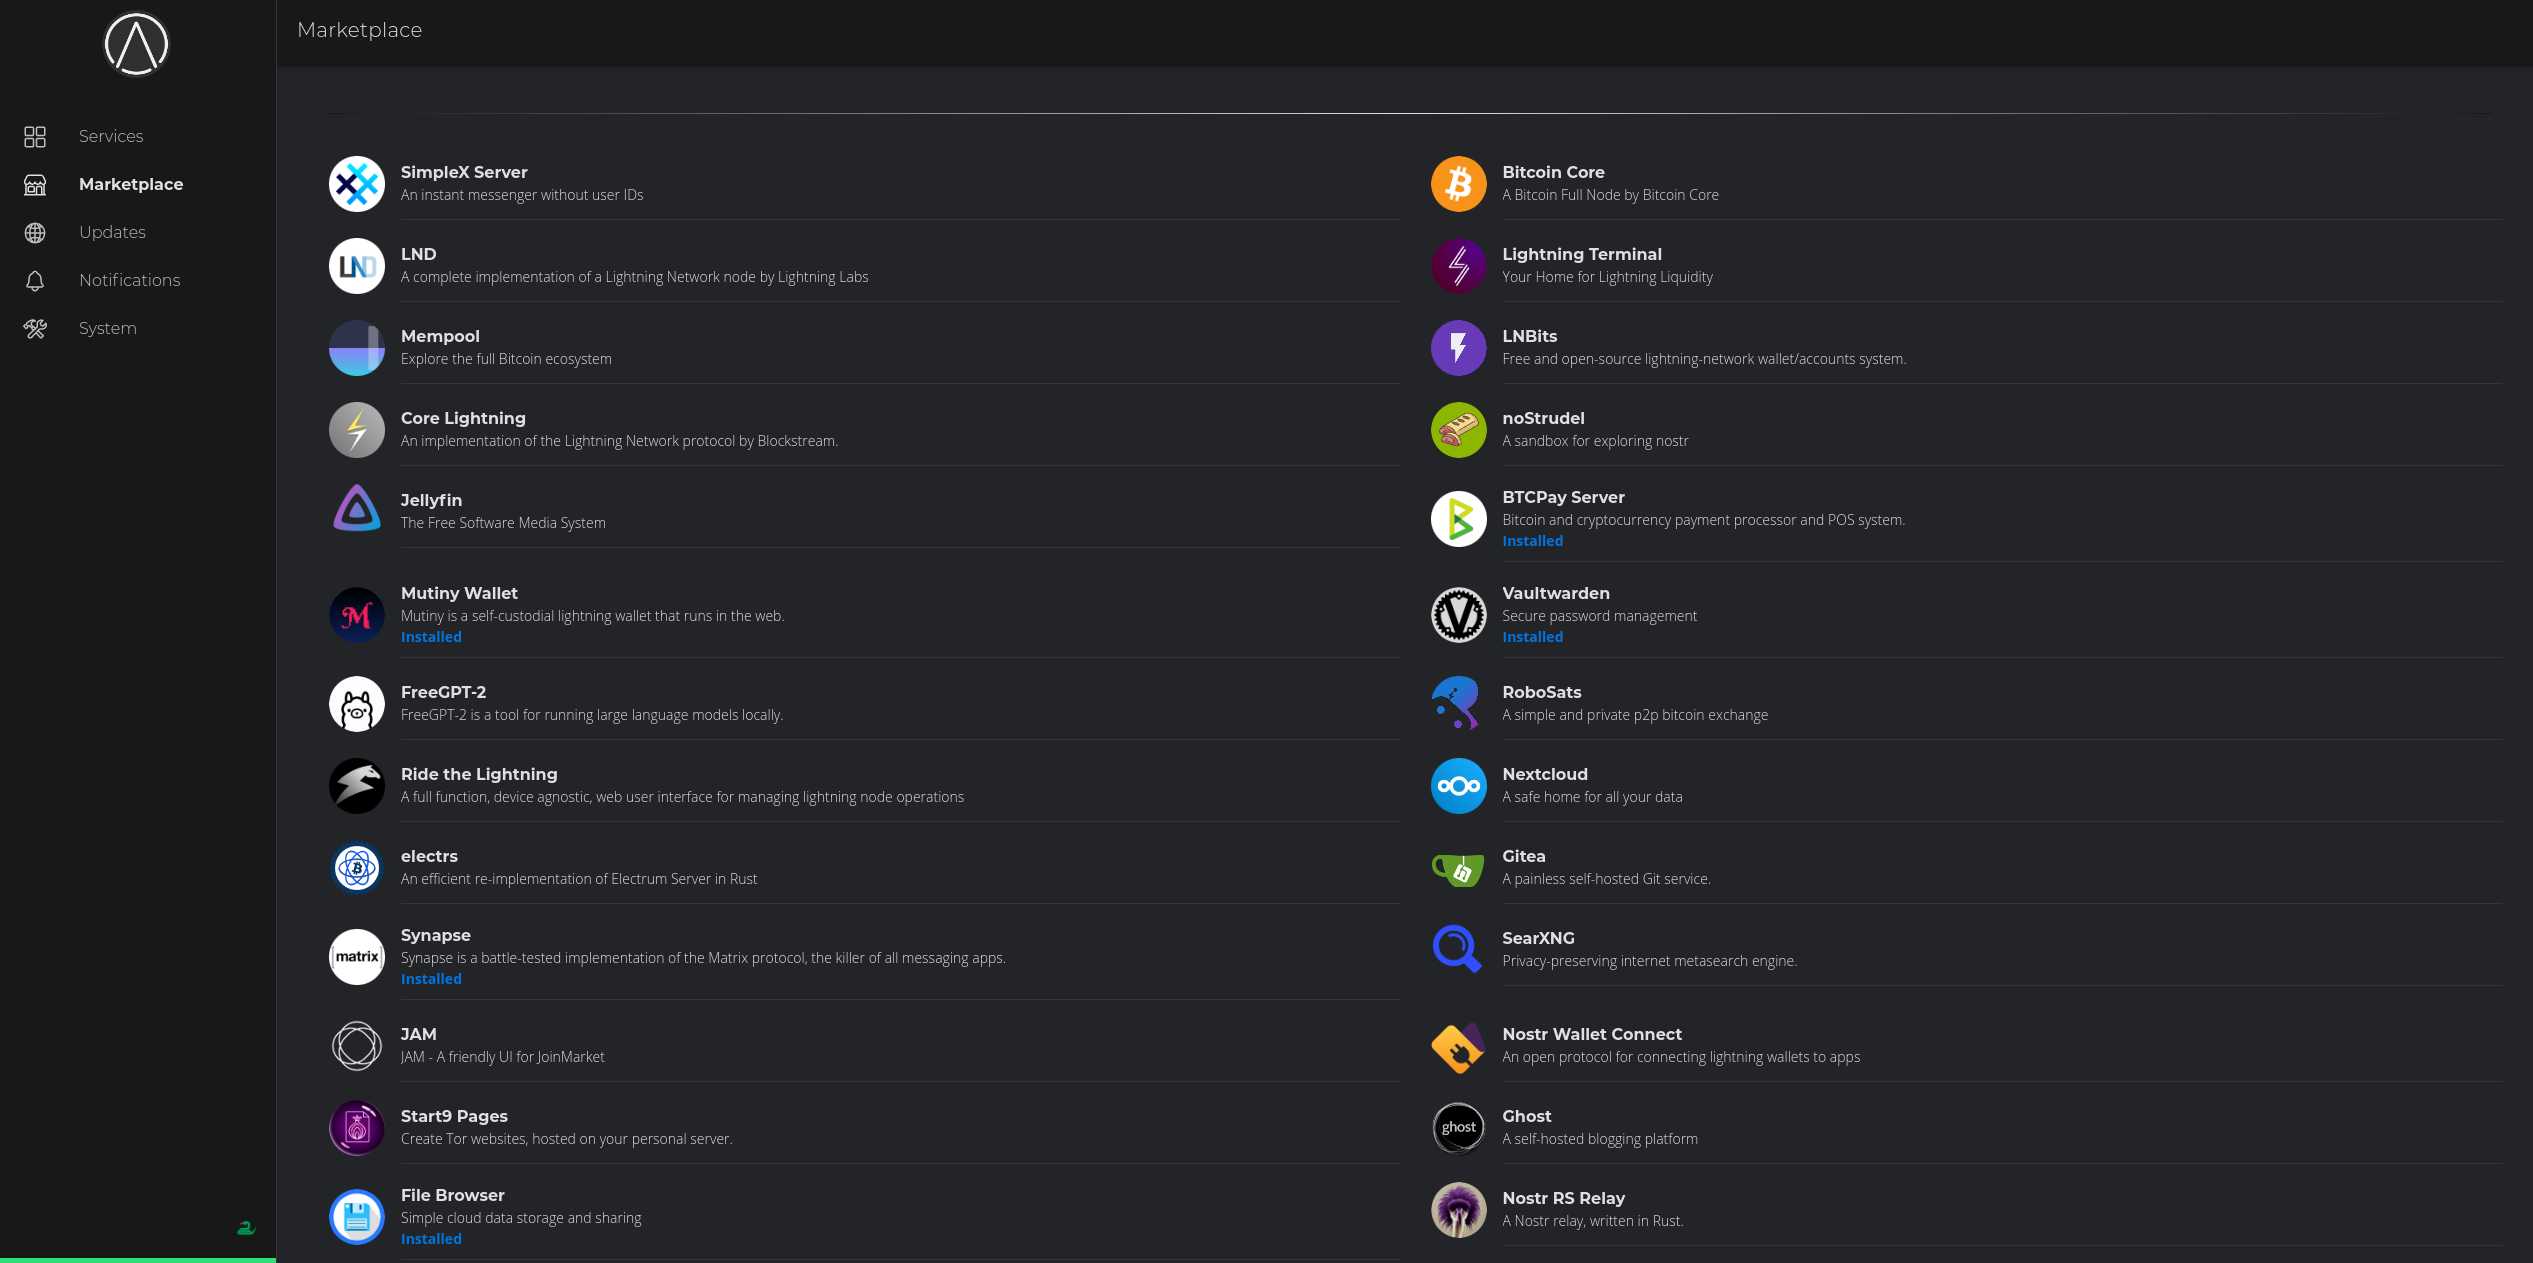 Marketplace
Services
Marketplace
Updates
Notifications
System
SimpleX Server
An instant messenger without user IDs
Bitcoin Core
A Bitcoin Full Node by Bitcoin Core
LND
LND
A complete implementation of a Lightning Network node by Lightning Labs
Lightning Terminal
Your Home for Lightning Liquidity
Mempool
Explore the full Bitcoin ecosystem
LNBits
Free and open-source lightning-network wallet/accounts system.
Core Lightning
An implementation of the Lightning Network protocol by Blockstream.
noStrudel
A sandbox for exploring nostr
Jellyfin
The Free Software Media System
BTCPay Server
Bitcoin and cryptocurrency payment processor and POS system.
Installed
M
Mutiny Wallet
Mutiny is a self-custodial lightning wallet that runs in the web.
Installed
V
Vaultwarden
Secure password management
Installed
FreeGPT-2
FreeGPT-2 is a tool for running large language models locally.
RoboSats
A simple and private p2p bitcoin exchange
Ride the Lightning
A full function, device agnostic, web user interface for managing lightning node operations
Nextcloud
A safe home for all your data
electrs
An efficient re-implementation of Electrum Server in Rust
Gitea
A painless self-hosted Git service.
[matrix]
Synapse
Synapse is a battle-tested implementation of the Matrix protocol, the killer of all messaging apps.
Installed
SearXNG
Privacy-preserving internet metasearch engine.
JAM
JAM - A friendly UI for JoinMarket
Nostr Wallet Connect
An open protocol for connecting lightning wallets to apps
Start9 Pages
Create Tor websites, hosted on your personal server.
ghost
Ghost
A self-hosted blogging platform
File Browser
Simple cloud data storage and sharing
Installed
Nostr RS Relay
A Nostr relay, written in Rust.